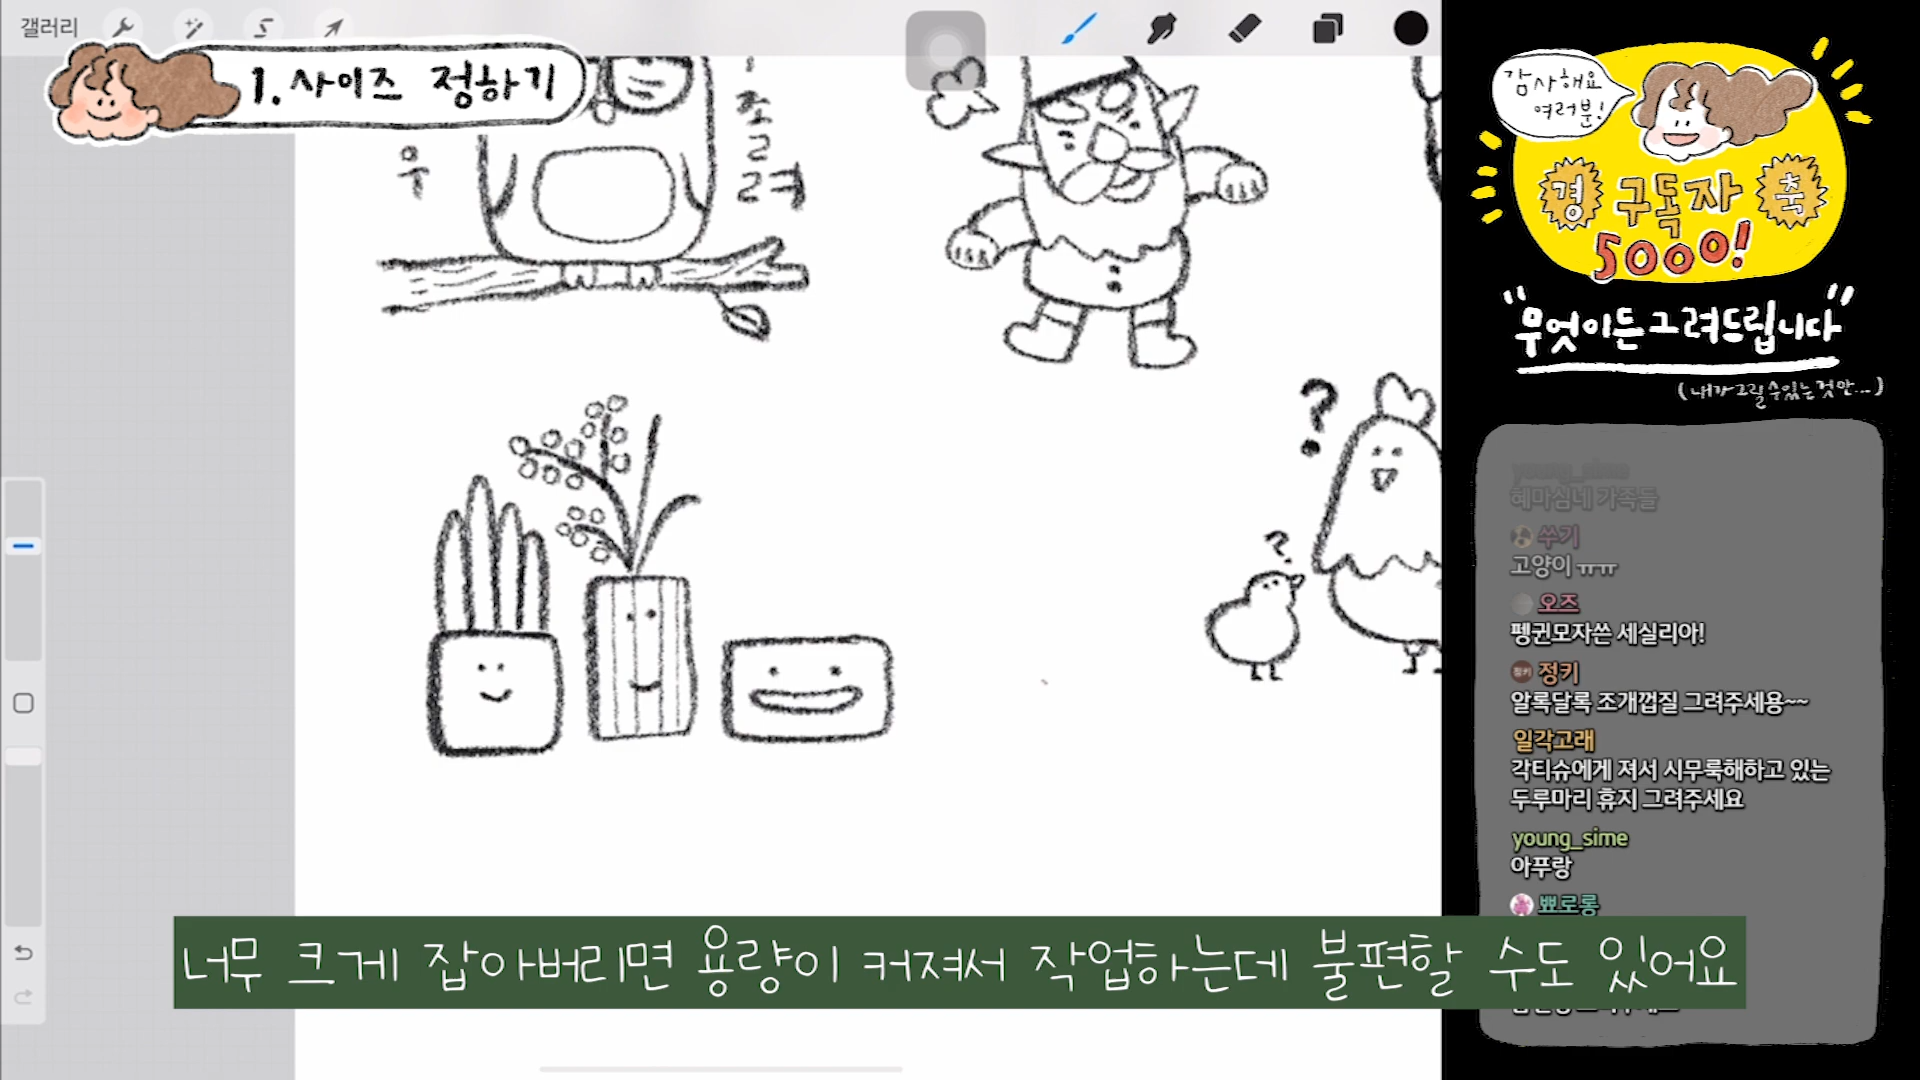 갤러리
1. 사이즈 정하기
우
졸
려
?
?
감사해요
여러분!
경 구독자 축
5000!
"무엇이든 그려드립니다"
(내가 그릴 수 있는 것만...)
young_sime
헤마심네 가족들
쑤기
고양이 ㅠㅠ
오즈
펭귄모자쓴 세실리아!
정키
알록달록 조개껍질 그려주세용~~
일각고래
각티슈에게 져서 시무룩해하고 있는
두루마리 휴지 그려주세요
young_sime
아푸랑
뾰로롱
너무 크게 잡아버리면 용량이 커져서 작업하는데 불편할 수도 있어요